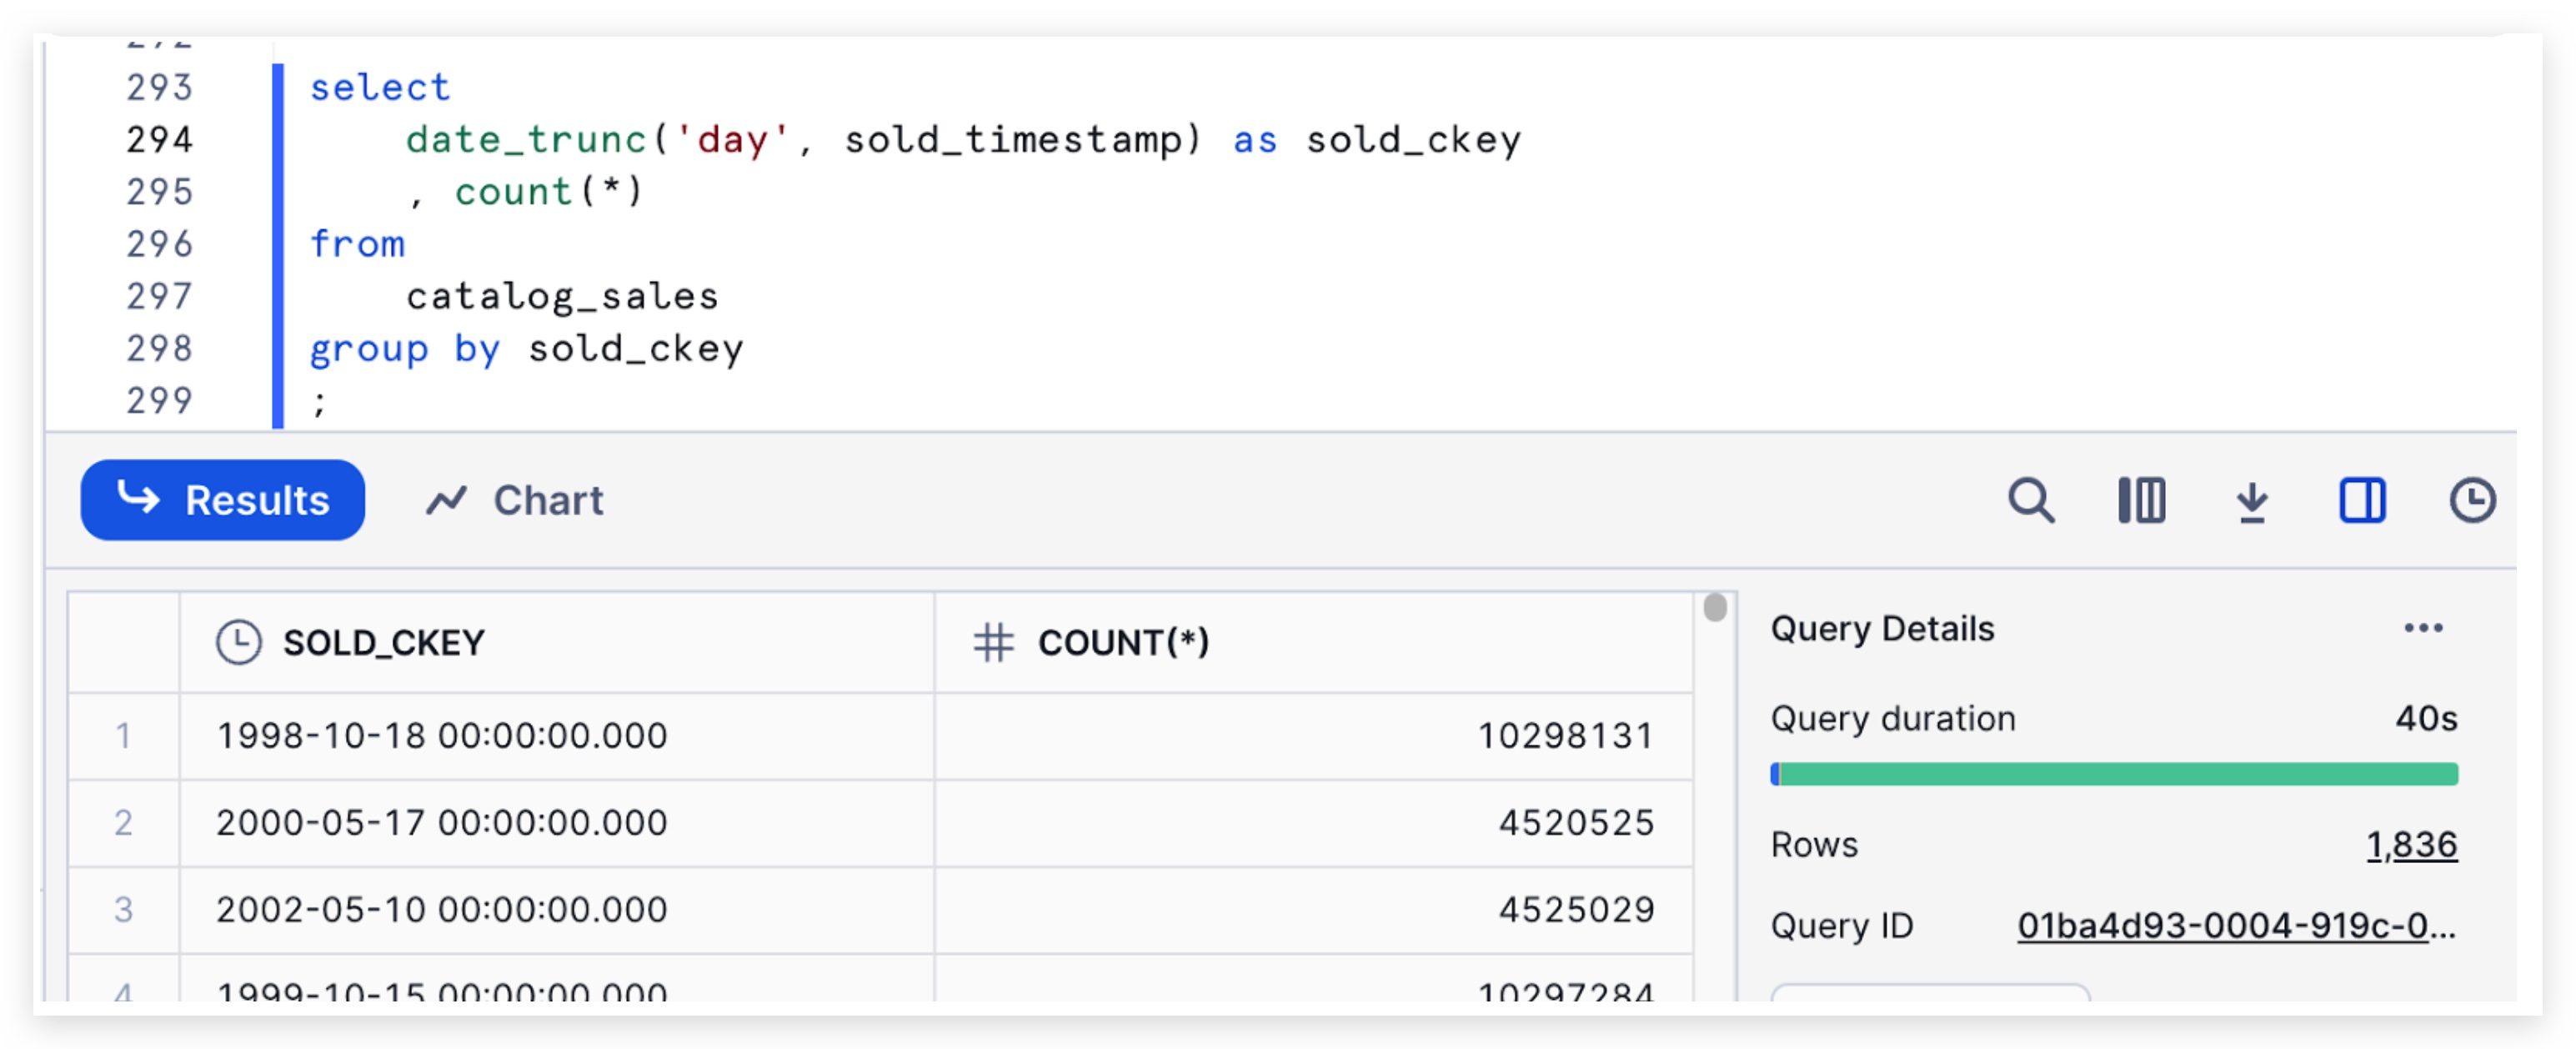 292
293 select
294 date_trunc('day', sold_timestamp) as sold_ckey
295 , count(*)
296 from
297 catalog_sales
298 group by sold_ckey
299 ;
Results Chart
SOLD_CKEY COUNT(*)
1 1998-10-18 00:00:00.000 10298131
2 2000-05-17 00:00:00.000 4520525
3 2002-05-10 00:00:00.000 4525029
4 1999-10-15 00:00:00.000 10297284
Query Details
Query duration 40s
Rows 1,836
Query ID 01ba4d93-0004-919c-0...